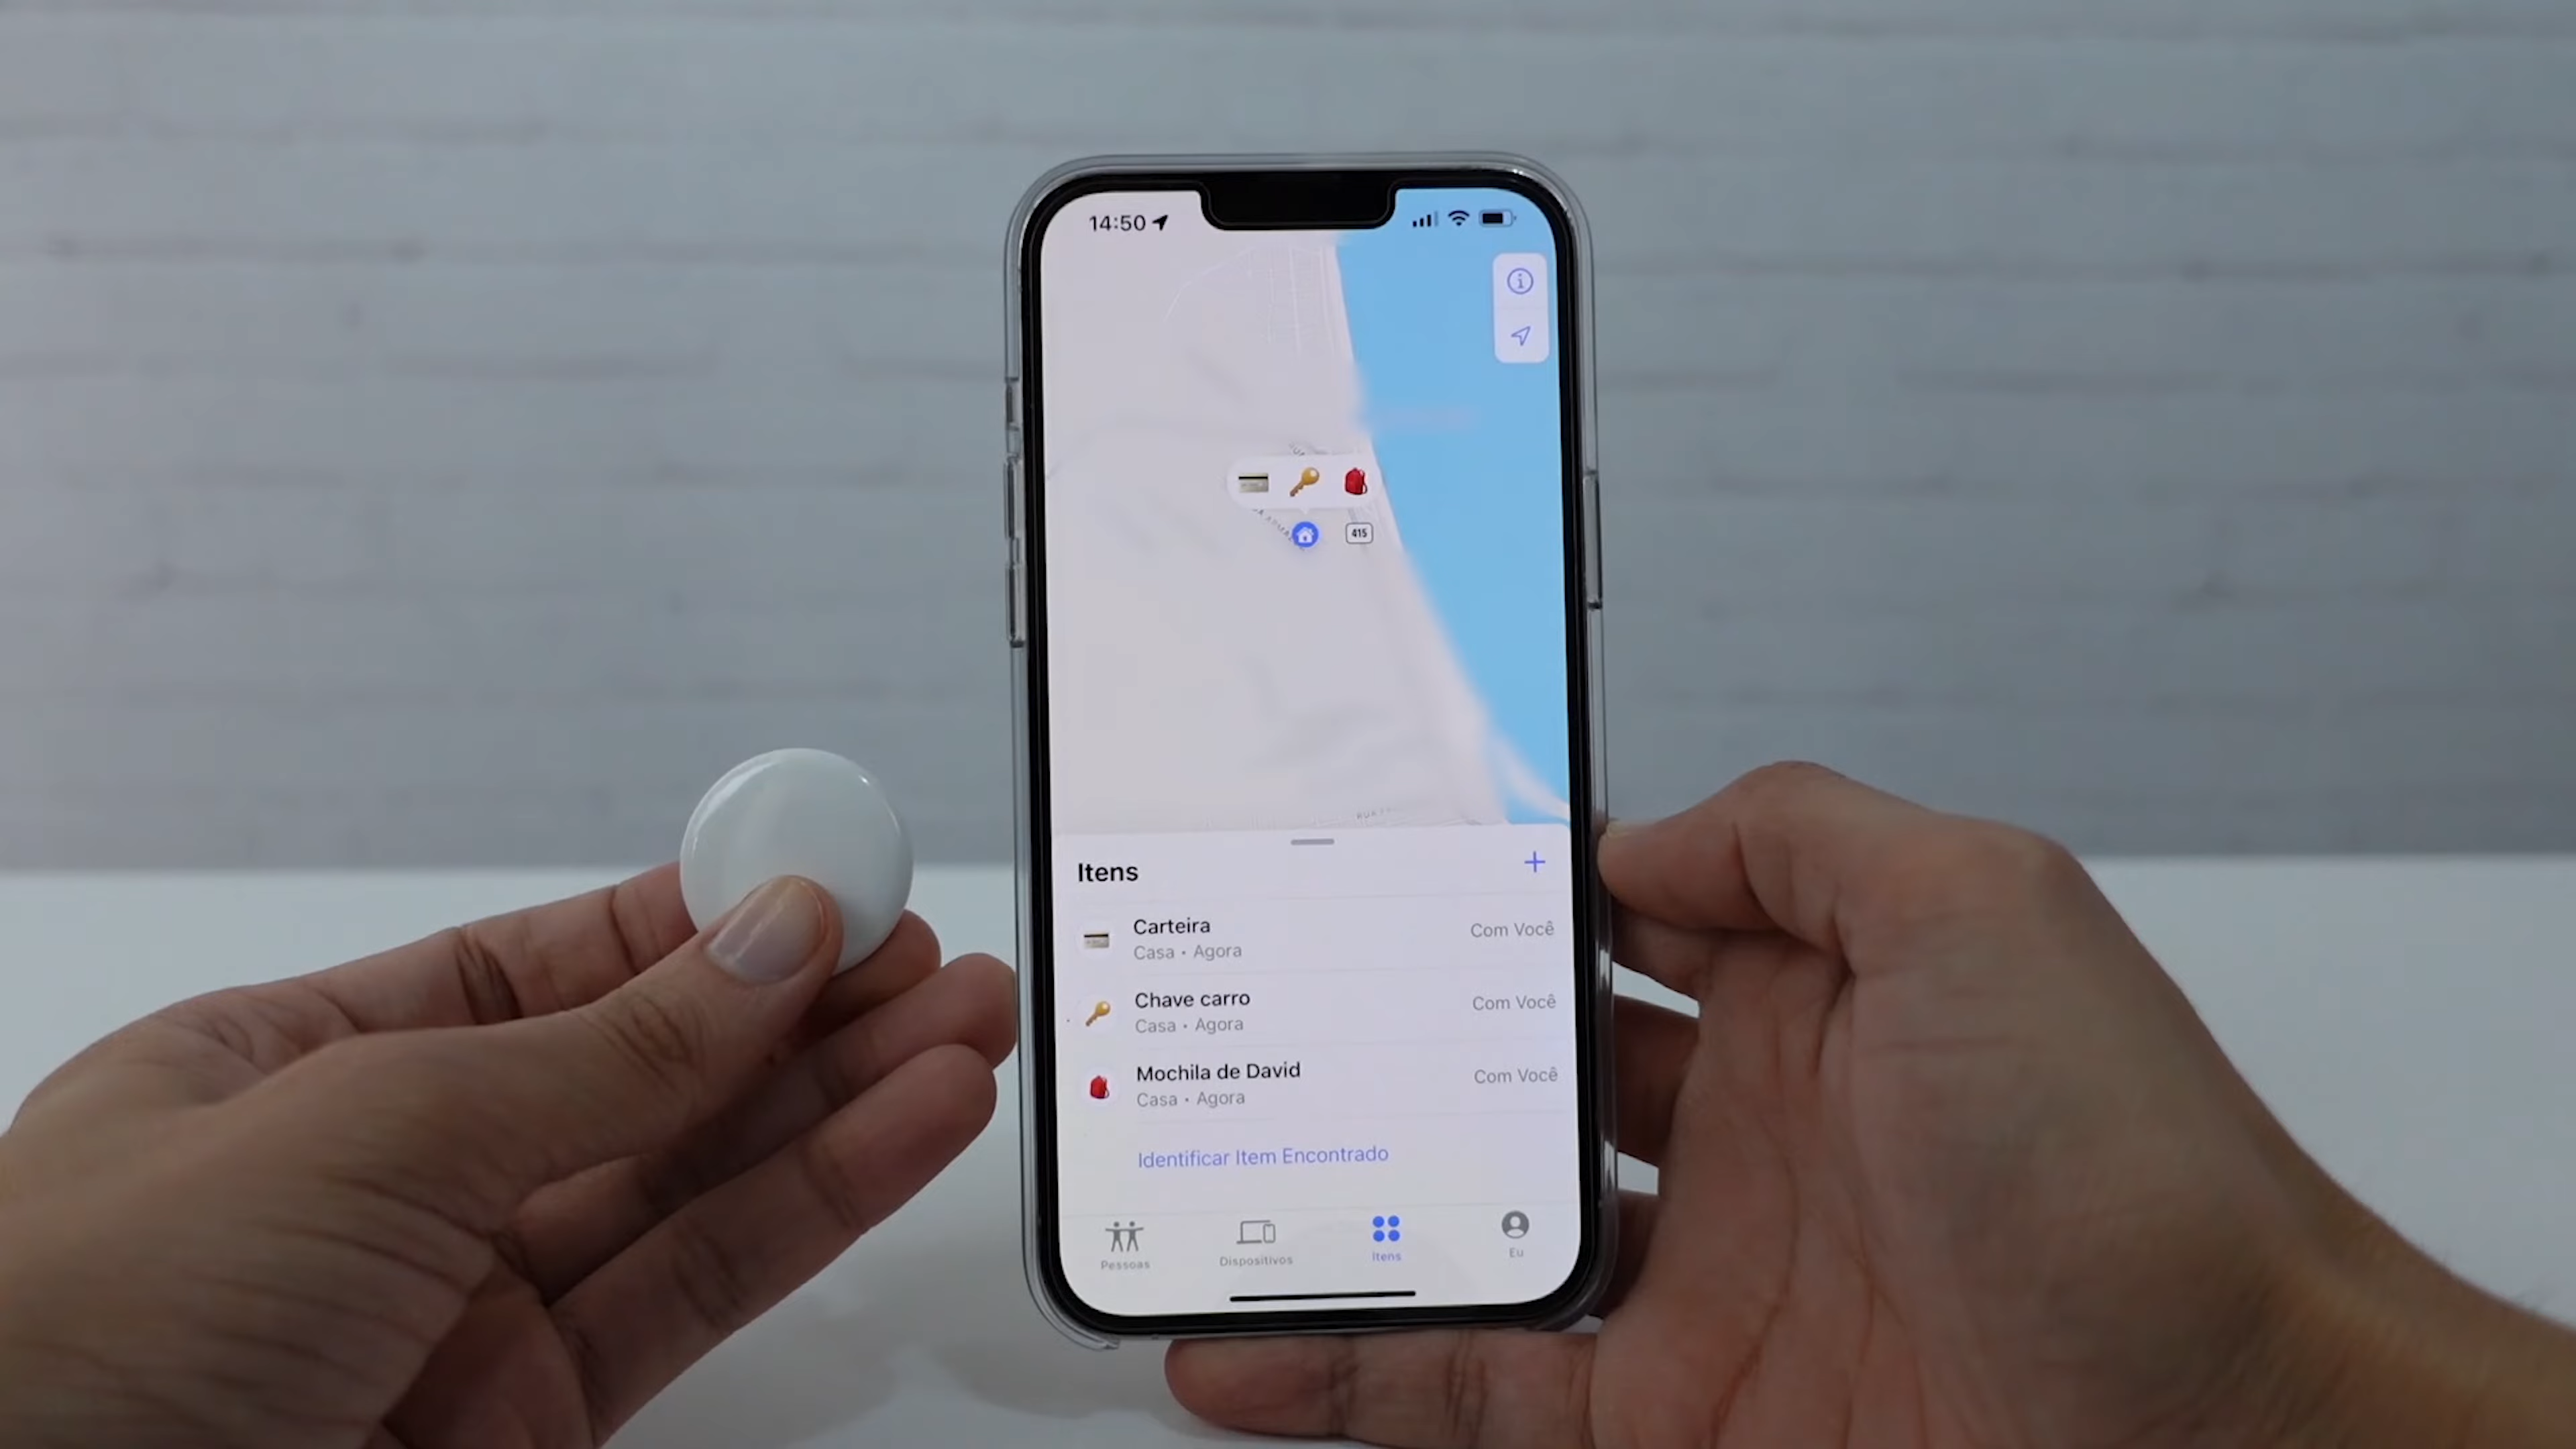 14:50
415
Itens
Carteira
Com Você
Casa • Agora
Chave carro
Com Você
Casa • Agora
Mochila de David
Com Você
Casa • Agora
Identificar Item Encontrado
Pessoas
Dispositivos
Itens
Eu